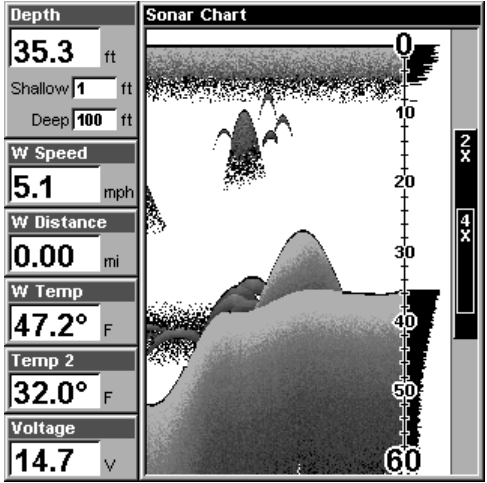 Depth
35.3 ft
Shallow 1 ft
Deep 100 ft
W Speed
5.1 mph
W Distance
0.00 mi
W Temp
47.2° F
Temp 2
32.0° F
Voltage
14.7 V
Sonar Chart
0
10
20
30
40
50
60
2X
4X